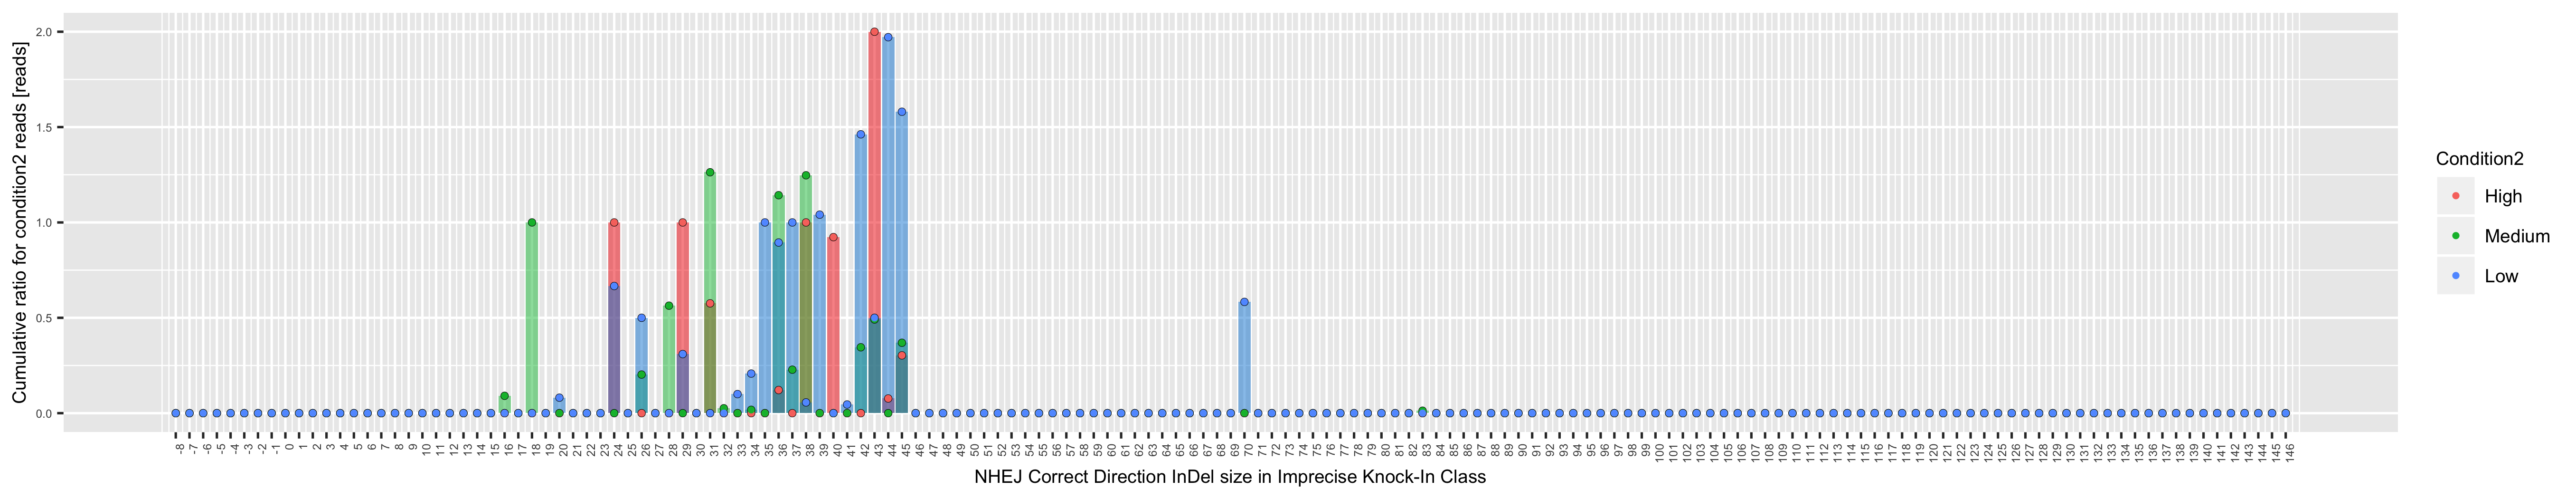 Cumulative ratio for condition2 reads [reads]
2.0
1.5
1.0
0.5
0.0
-8 -7 -6 -5 -4 -3 -2 -1 0 1 2 3 4 5 6 7 8 9 10 11 12 13 14 15 16 17 18 19 20 21 22 23 24 25 26 27 28 29 30 31 32 33 34 35 36 37 38 39 40 41 42 43 44 45 46 47 48 49 50 51 52 53 54 55 56 57 58 59 60 61 62 63 64 65 66 67 68 69 70 71 72 73 74 75 76 77 78 79 80 81 82 83 84 85 86 87 88 89 90 91 92 93 94 95 96 97 98 99 100 101 102 103 104 105 106 107 108 109 110 111 112 113 114 115 116 117 118 119 120 121 122 123 124 125 126 127 128 129 130 131 132 133 134 135 136 137 138 139 140 141 142 143 144 145 146
NHEJ Correct Direction InDel size in Imprecise Knock-In Class
Condition2
High
Medium
Low